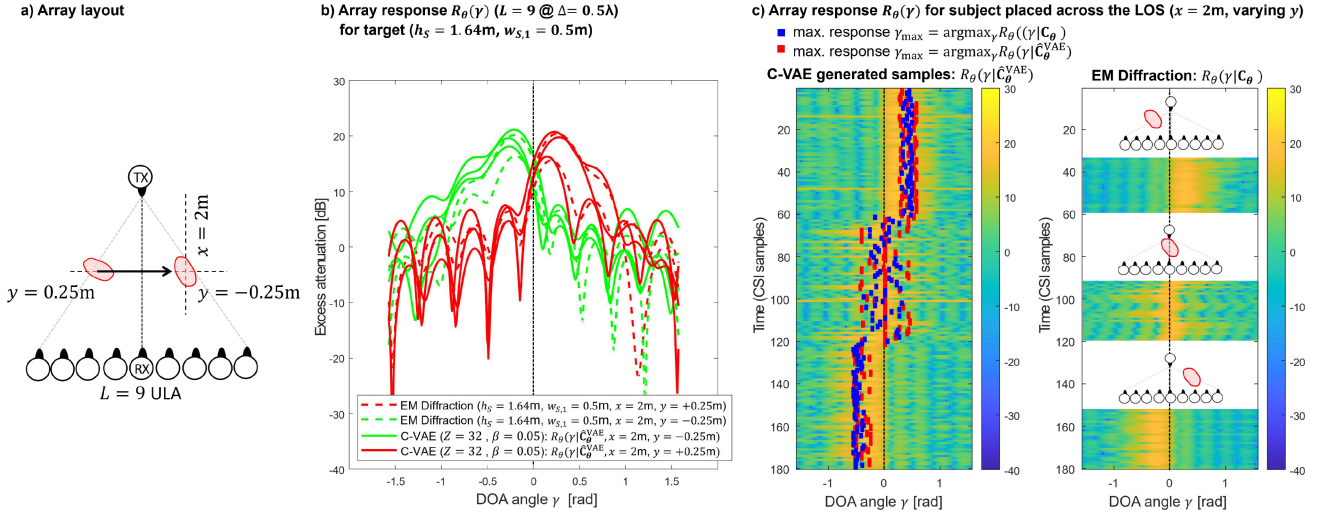 a) Array layout
TX
x = 2m
y = 0.25m
y = −0.25m
RX
L = 9 ULA
b) Array response R_θ(γ) (L = 9 @ Δ= 0.5λ)
for target (h_S = 1.64m, w_{S,1} = 0.5m)
Excess attenuation [dB]
30
20
10
0
-10
-20
-30
-40
-1.5
-1
-0.5
0
0.5
1
1.5
DOA angle γ [rad]
EM Diffraction (h_S = 1.64m, w_{S,1} = 0.5m, x = 2m, y = +0.25m)
EM Diffraction (h_S = 1.64m, w_{S,1} = 0.5m, x = 2m, y = −0.25m)
C-VAE (Z = 32 , β = 0.05): R_θ(γ|Ĉ_θ^VAE, x = 2m, y = −0.25m)
C-VAE (Z = 32 , β = 0.05): R_θ(γ|Ĉ_θ^VAE, x = 2m, y = +0.25m)
c) Array response R_θ(γ) for subject placed across the LOS (x = 2m, varying y)
max. response γ_max = argmax_γ R_θ((γ|C_θ)
max. response γ_max = argmax_γ R_θ(γ|Ĉ_θ^VAE)
C-VAE generated samples: R_θ(γ|Ĉ_θ^VAE)
Time (CSI samples)
20
40
60
80
100
120
140
160
180
-1
0
1
DOA angle γ [rad]
30
20
10
0
-10
-20
-30
-40
EM Diffraction: R_θ(γ|C_θ )
Time (CSI samples)
20
40
60
80
100
120
140
160
180
-1
0
1
DOA angle γ [rad]
30
20
10
0
-10
-20
-30
-40